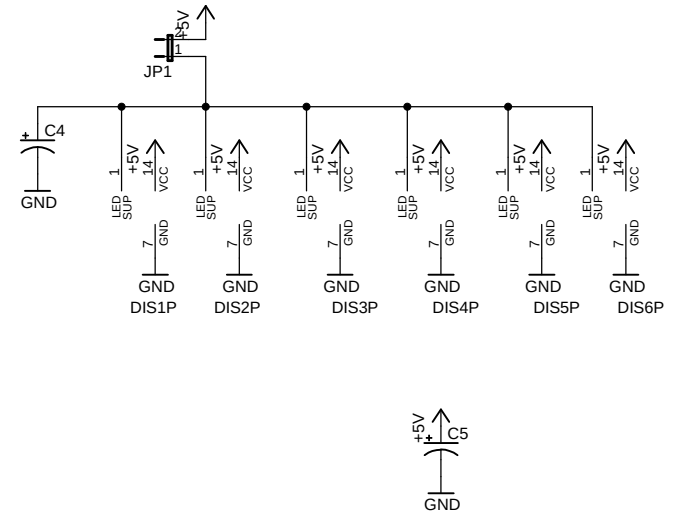 +5V
2
1
JP1
+
C4
GND
1
+5V
14
VCC
LED
SUP
7
GND
GND
DIS1P
1
+5V
14
VCC
LED
SUP
7
GND
GND
DIS2P
1
+5V
14
VCC
LED
SUP
7
GND
GND
DIS3P
1
+5V
14
VCC
LED
SUP
7
GND
GND
DIS4P
1
+5V
14
VCC
LED
SUP
7
GND
GND
DIS5P
1
+5V
14
VCC
LED
SUP
7
GND
GND
DIS6P
+5V
+
C5
GND